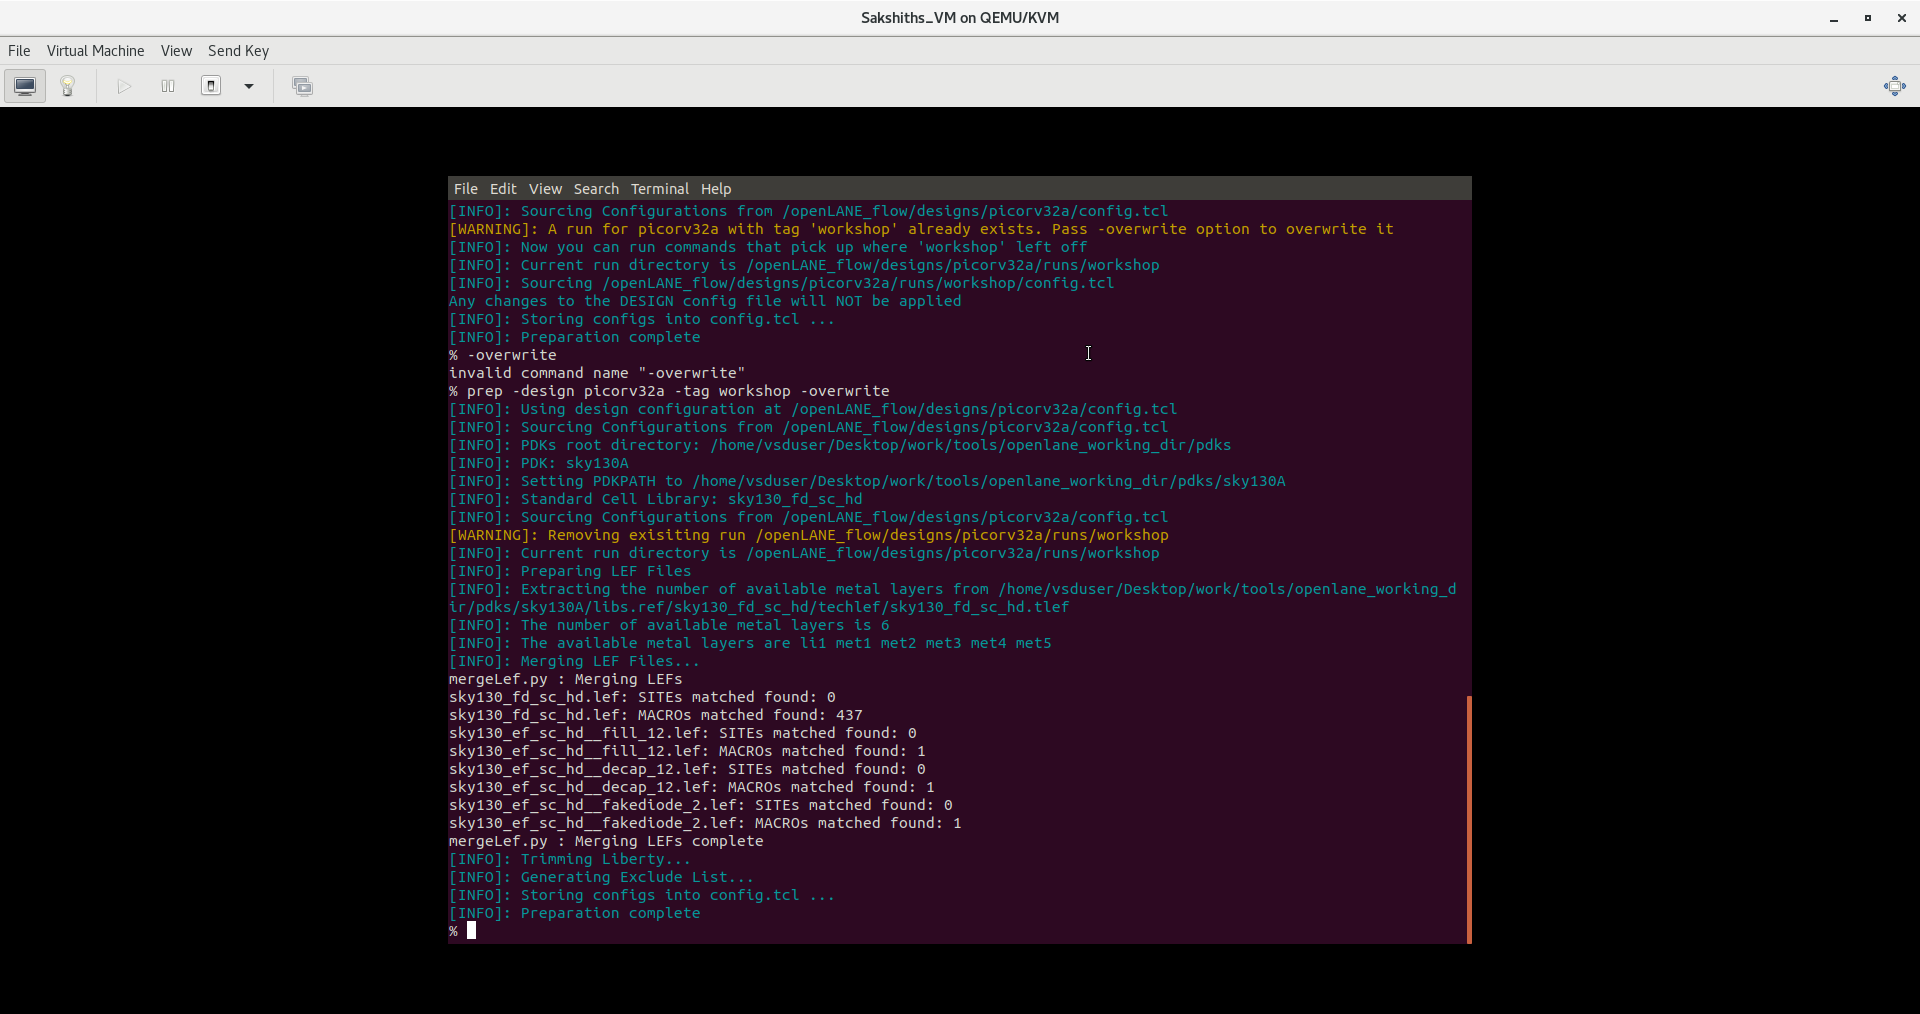 Sakshiths_VM on QEMU/KVM
File Virtual Machine View Send Key
File Edit View Search Terminal Help
[INFO]: Sourcing Configurations from /openLANE_flow/designs/picorv32a/config.tcl
[WARNING]: A run for picorv32a with tag 'workshop' already exists. Pass -overwrite option to overwrite it
[INFO]: Now you can run commands that pick up where 'workshop' left off
[INFO]: Current run directory is /openLANE_flow/designs/picorv32a/runs/workshop
[INFO]: Sourcing /openLANE_flow/designs/picorv32a/runs/workshop/config.tcl
Any changes to the DESIGN config file will NOT be applied
[INFO]: Storing configs into config.tcl ...
[INFO]: Preparation complete
% -overwrite
invalid command name "-overwrite"
% prep -design picorv32a -tag workshop -overwrite
[INFO]: Using design configuration at /openLANE_flow/designs/picorv32a/config.tcl
[INFO]: Sourcing Configurations from /openLANE_flow/designs/picorv32a/config.tcl
[INFO]: PDKs root directory: /home/vsduser/Desktop/work/tools/openlane_working_dir/pdks
[INFO]: PDK: sky130A
[INFO]: Setting PDKPATH to /home/vsduser/Desktop/work/tools/openlane_working_dir/pdks/sky130A
[INFO]: Standard Cell Library: sky130_fd_sc_hd
[INFO]: Sourcing Configurations from /openLANE_flow/designs/picorv32a/config.tcl
[WARNING]: Removing exisiting run /openLANE_flow/designs/picorv32a/runs/workshop
[INFO]: Current run directory is /openLANE_flow/designs/picorv32a/runs/workshop
[INFO]: Preparing LEF Files
[INFO]: Extracting the number of available metal layers from /home/vsduser/Desktop/work/tools/openlane_working_d
ir/pdks/sky130A/libs.ref/sky130_fd_sc_hd/techlef/sky130_fd_sc_hd.tlef
[INFO]: The number of available metal layers is 6
[INFO]: The available metal layers are li1 met1 met2 met3 met4 met5
[INFO]: Merging LEF Files...
mergeLef.py : Merging LEFs
sky130_fd_sc_hd.lef: SITEs matched found: 0
sky130_fd_sc_hd.lef: MACROs matched found: 437
sky130_ef_sc_hd__fill_12.lef: SITEs matched found: 0
sky130_ef_sc_hd__fill_12.lef: MACROs matched found: 1
sky130_ef_sc_hd__decap_12.lef: SITEs matched found: 0
sky130_ef_sc_hd__decap_12.lef: MACROs matched found: 1
sky130_ef_sc_hd__fakediode_2.lef: SITEs matched found: 0
sky130_ef_sc_hd__fakediode_2.lef: MACROs matched found: 1
mergeLef.py : Merging LEFs complete
[INFO]: Trimming Liberty...
[INFO]: Generating Exclude List...
[INFO]: Storing configs into config.tcl ...
[INFO]: Preparation complete
%